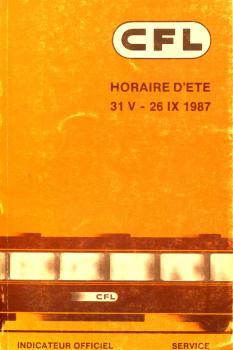 CFL
HORAIRE D'ETE
31 V - 26 IX 1987
CFL
INDICATEUR OFFICIEL SERVICE